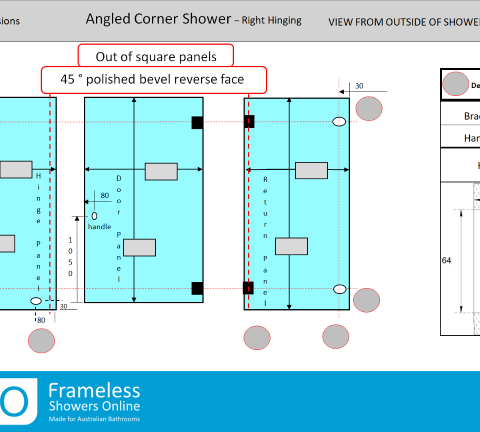 sions
Angled Corner Shower – Right Hinging
VIEW FROM OUTSIDE OF SHOWE
Out of square panels
45 ° polished bevel reverse face
30
De
Brac
Han
H
64
Hinge Panel
Door Panel
Return Panel
80
handle
1050
30
80
O
Frameless
Showers Online
Made for Australian Bathrooms